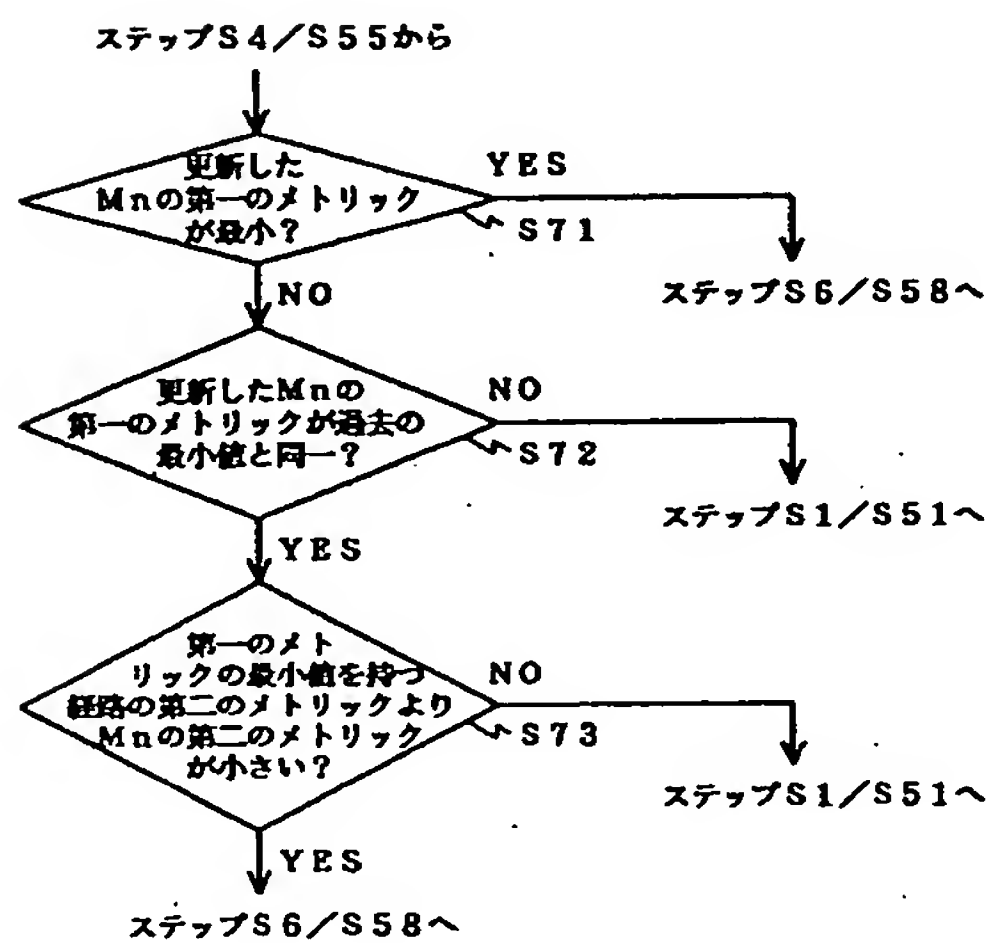 ステップS4/S55から
更新した
Mnの第一のメトリック
が最小?
YES
S71
ステップS6/S58へ
NO
更新したMnの
第一のメトリックが過去の
最小値と同一?
NO
S72
ステップS1/S51へ
YES
第一のメト
リックの最小値を持つ
経路の第二のメトリックより
Mnの第二のメトリック
が小さい?
NO
S73
ステップS1/S51へ
YES
ステップS6/S58へ